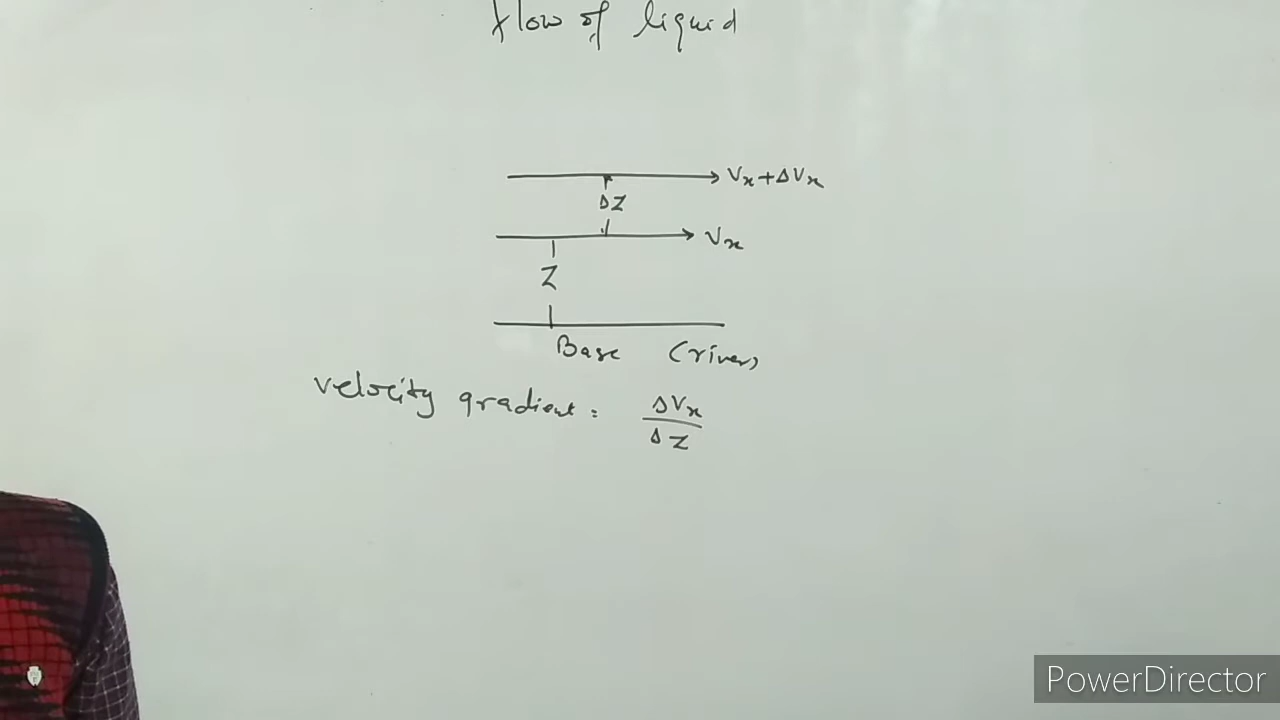 flow of liquid
Vx+ΔVx
ΔZ
Vx
Z
Base (river)
velocity gradient = ΔVx/ΔZ
PowerDirector